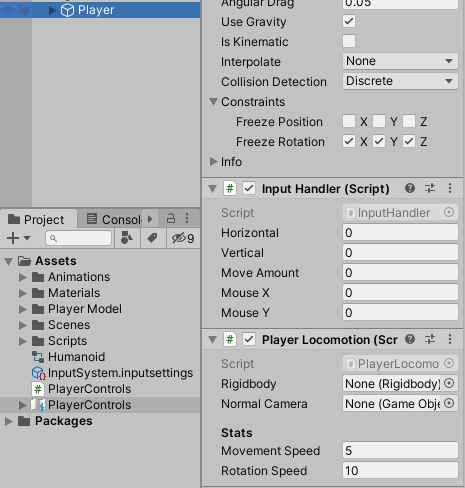 Player
Project
Consol
9
Assets
Animations
Materials
Player Model
Scenes
Scripts
Humanoid
InputSystem.inputsettings
PlayerControls
PlayerControls
Packages
Angular Drag 0.05
Use Gravity
Is Kinematic
Interpolate None
Collision Detection Discrete
Constraints
Freeze Position X Y Z
Freeze Rotation X Y Z
Info
Input Handler (Script)
Script InputHandler
Horizontal 0
Vertical 0
Move Amount 0
Mouse X 0
Mouse Y 0
Player Locomotion (Scr
Script PlayerLocomo
Rigidbody None (Rigidbody)
Normal Camera None (Game Obje
Stats
Movement Speed 5
Rotation Speed 10